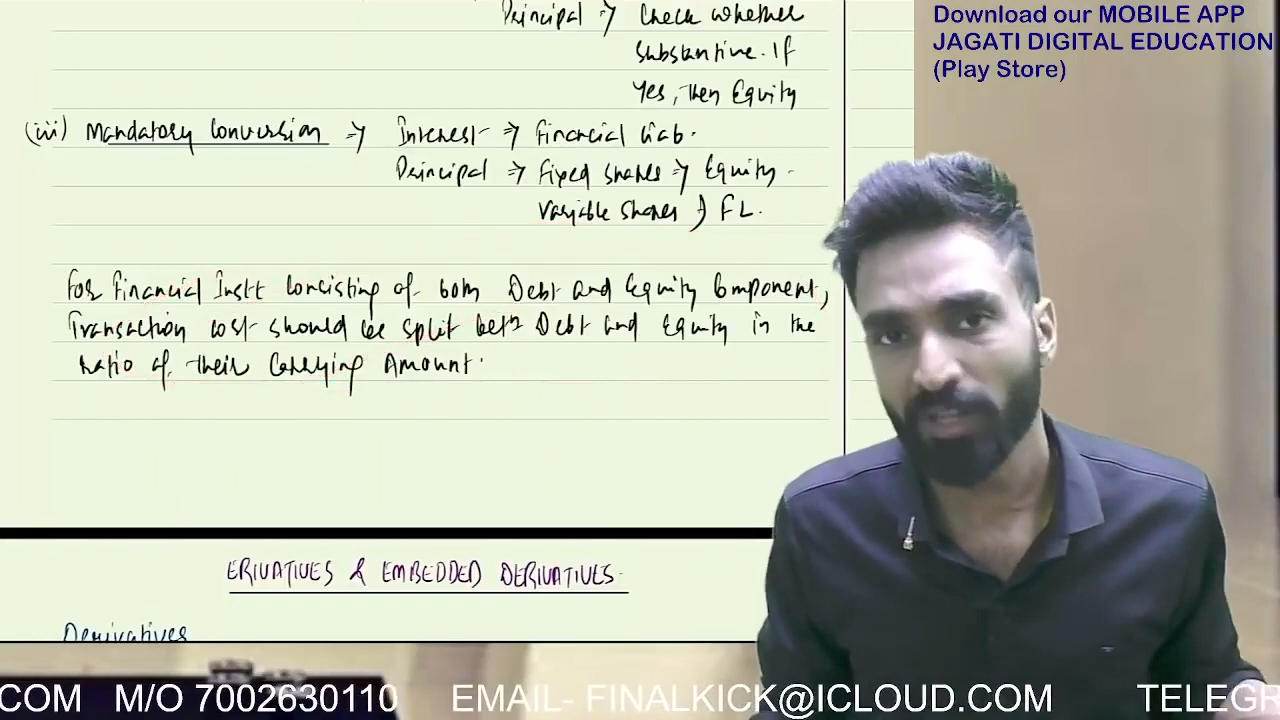 Principal => Check whether
Substantive. If
Yes, Then Equity
(iii) Mandatory Conversion => Interest => Financial Liab.
Principal => Fixed shares => Equity.
Variable shares => FL.
For Financial Instt Consisting of both Debt and Equity Component,
Transaction cost should be split betn Debt and Equity in the
ratio of their Carrying Amount.
ERIVATIVES & EMBEDDED DERIVATIVES
Derivatives
Download our MOBILE APP
JAGATI DIGITAL EDUCATION
(Play Store)
COM M/O 7002630110 EMAIL- FINALKICK@ICLOUD.COM TELEGR